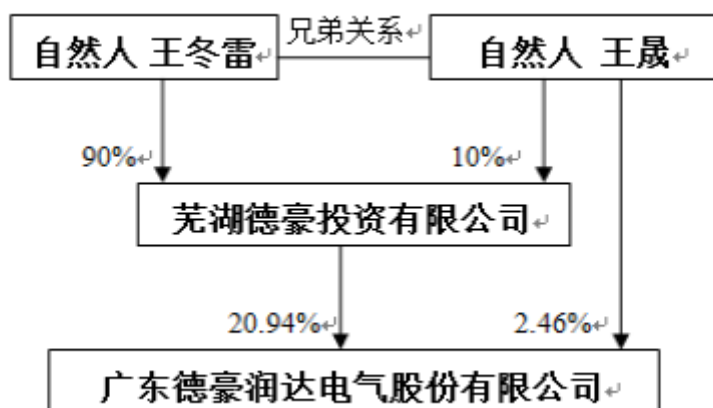 兄弟关系
自然人 王冬雷
自然人 王晟
90%
10%
芜湖德豪投资有限公司
20.94%
2.46%
广东德豪润达电气股份有限公司